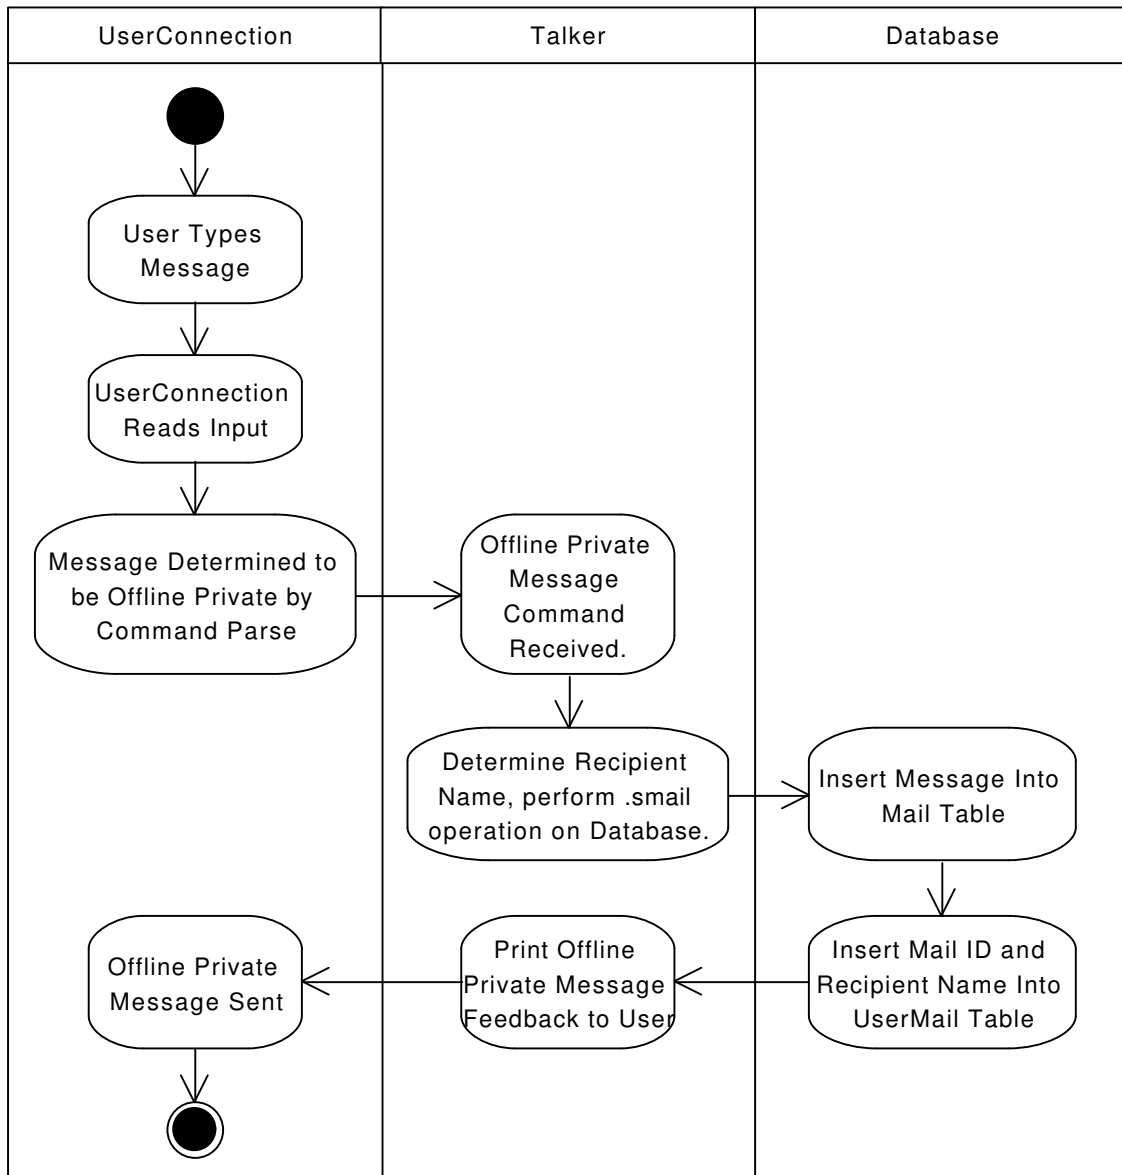 UserConnection
Talker
Database
User Types
Message
UserConnection
Reads Input
Message Determined to
be Offline Private by
Command Parse
Offline Private
Message
Command
Received.
Determine Recipient
Name, perform .smail
operation on Database.
Insert Message Into
Mail Table
Insert Mail ID and
Recipient Name Into
UserMail Table
Print Offline
Private Message
Feedback to User
Offline Private
Message Sent